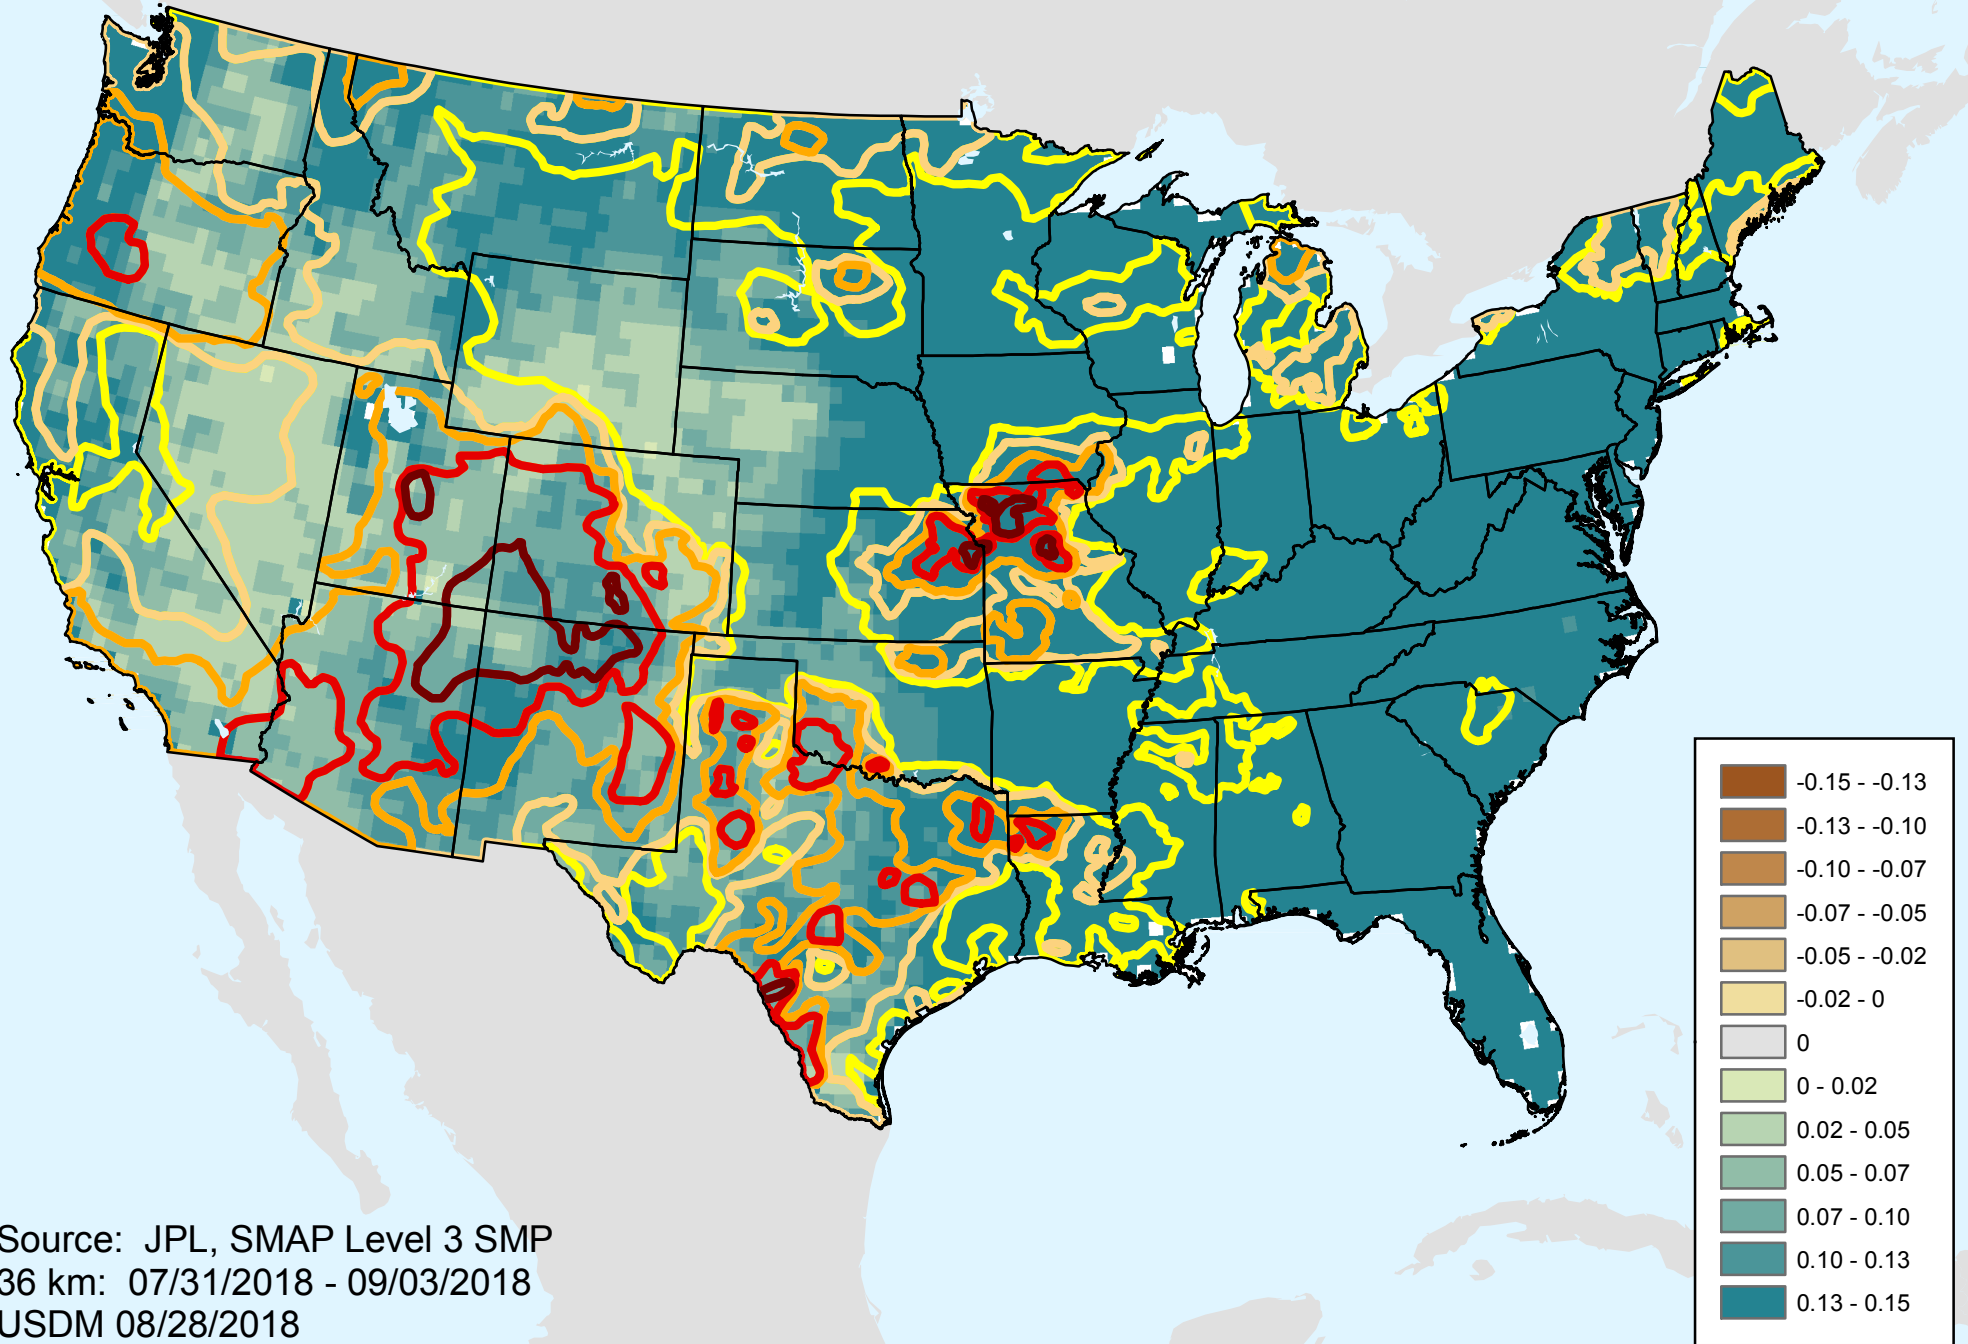 -0.15 - -0.13
-0.13 - -0.10
-0.10 - -0.07
-0.07 - -0.05
-0.05 - -0.02
-0.02 - 0
0
0 - 0.02
0.02 - 0.05
0.05 - 0.07
0.07 - 0.10
0.10 - 0.13
0.13 - 0.15
Source: JPL, SMAP Level 3 SMP
36 km: 07/31/2018 - 09/03/2018
USDM 08/28/2018